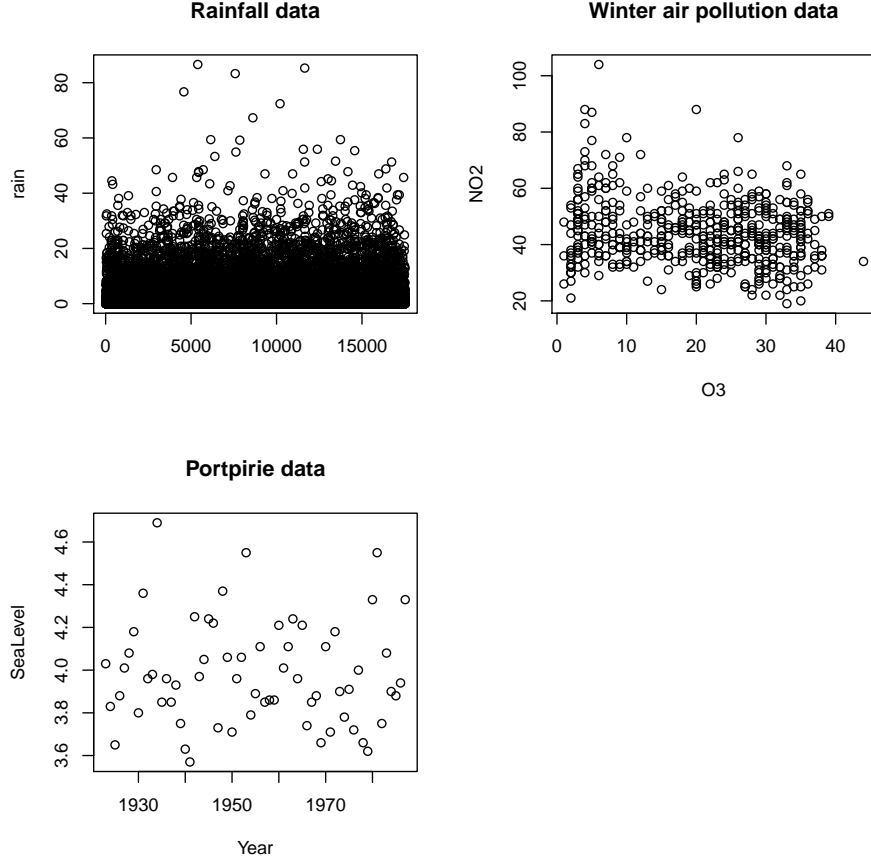 Rainfall data
rain
0 20 40 60 80
0 5000 10000 15000
Winter air pollution data
NO2
20 40 60 80 100
0 10 20 30 40
O3
Portpirie data
SeaLevel
3.6 3.8 4.0 4.2 4.4 4.6
1930 1950 1970
Year